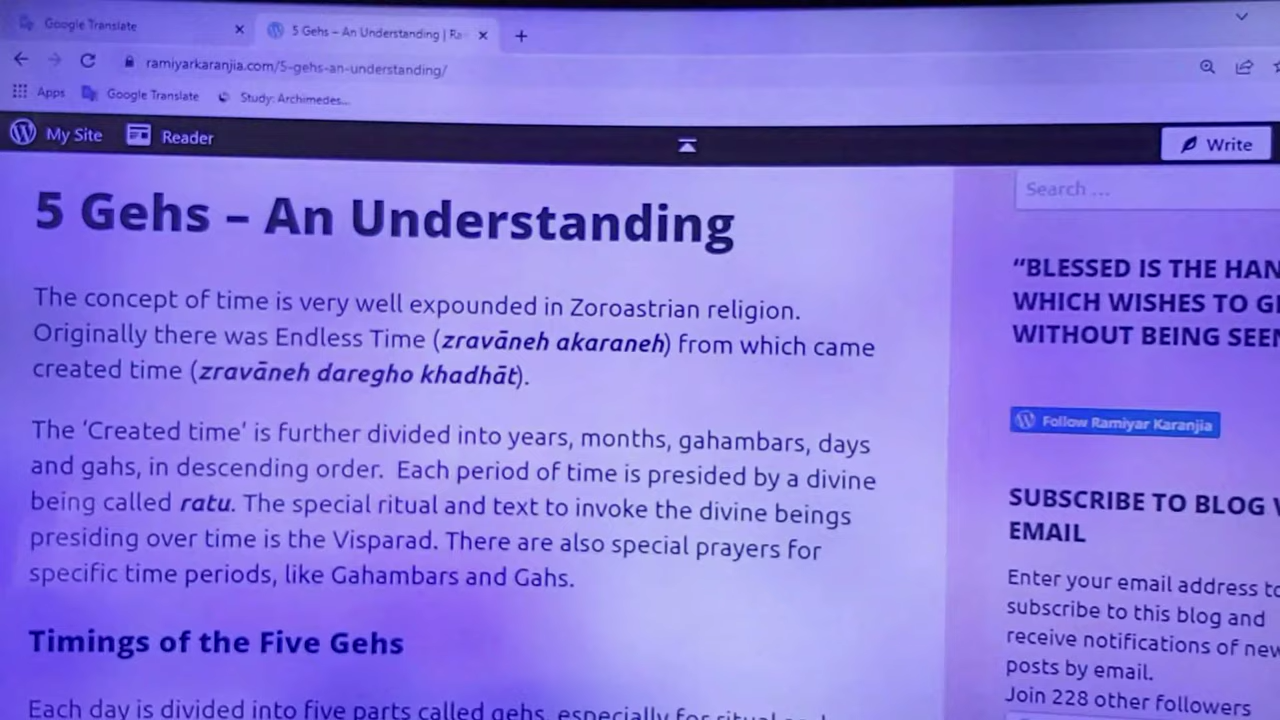 Google Translate
5 Gehs – An Understanding | Ra
ramiyarkaranjia.com/5-gehs-an-understanding/
Apps Google Translate Study: Archimedes...
My Site Reader Write
5 Gehs – An Understanding
The concept of time is very well expounded in Zoroastrian religion.
Originally there was Endless Time (zravāneh akaraneh) from which came
created time (zravāneh daregho khadhāt).
The ‘Created time’ is further divided into years, months, gahambars, days
and gahs, in descending order. Each period of time is presided by a divine
being called ratu. The special ritual and text to invoke the divine beings
presiding over time is the Visparad. There are also special prayers for
specific time periods, like Gahambars and Gahs.
Timings of the Five Gehs
Each day is divided into five parts called gehs, especially for ritual and
Search ...
“BLESSED IS THE HAN
WHICH WISHES TO GI
WITHOUT BEING SEEN
Follow Ramiyar Karanjia
SUBSCRIBE TO BLOG V
EMAIL
Enter your email address to
subscribe to this blog and
receive notifications of new
posts by email.
Join 228 other followers